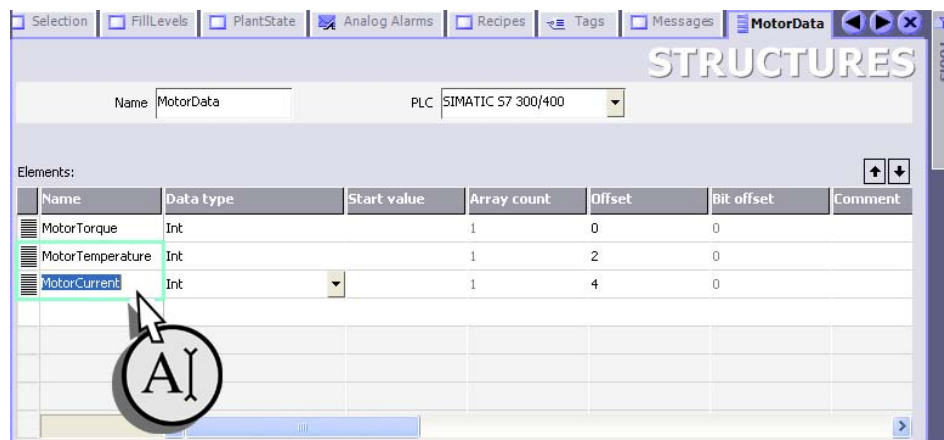 Selection FillLevels PlantState Analog Alarms Recipes Tags Messages MotorData
STRUCTURES
Name MotorData PLC SIMATIC S7 300/400
Elements:
Name Data type Start value Array count Offset Bit offset Comment
MotorTorque Int 1 0 0
MotorTemperature Int 1 2 0
MotorCurrent Int 1 4 0
A